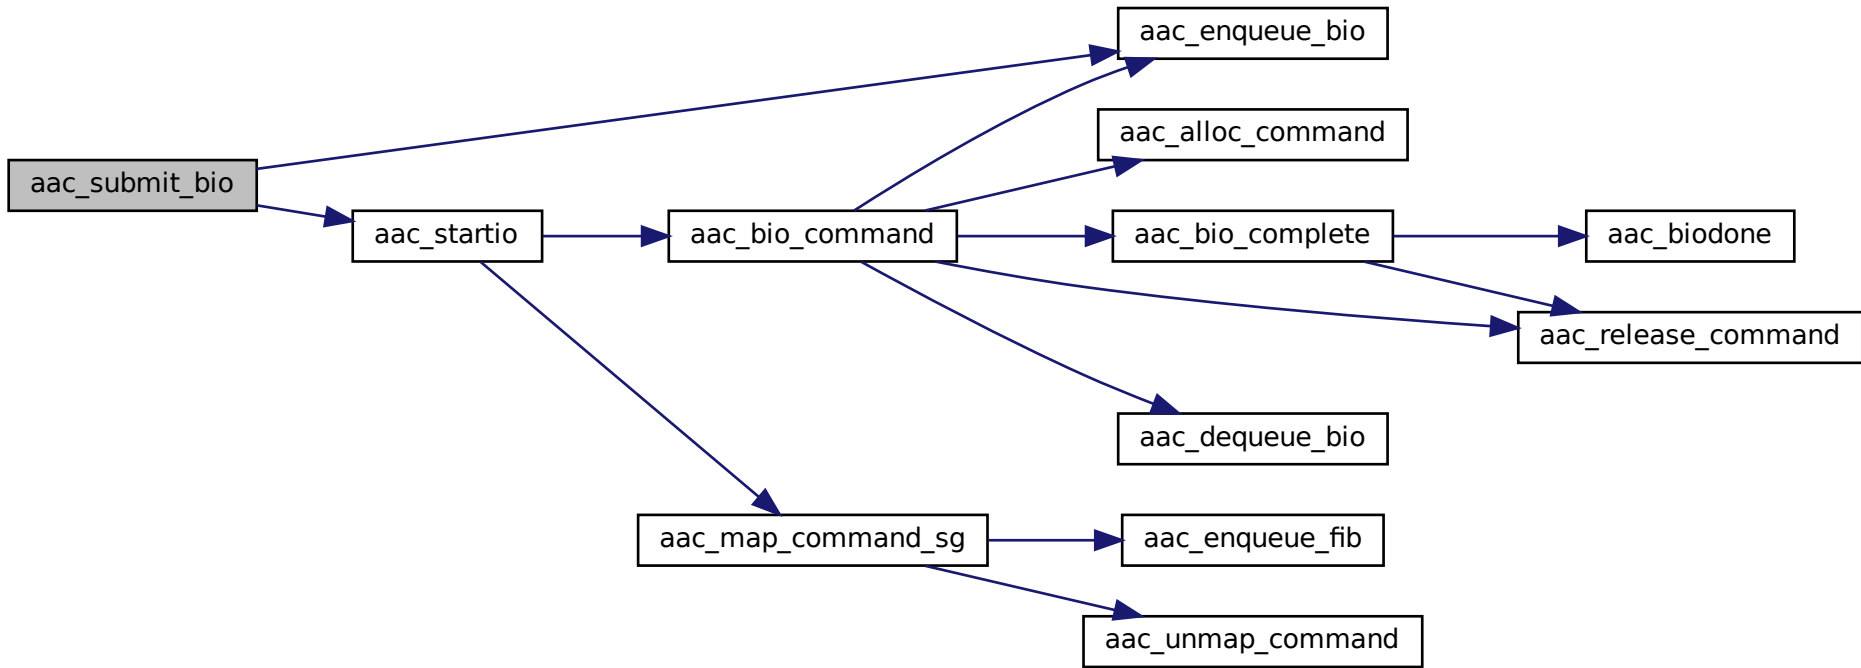 aac_enqueue_bio
aac_alloc_command
aac_submit_bio
aac_startio
aac_bio_command
aac_bio_complete
aac_biodone
aac_release_command
aac_dequeue_bio
aac_map_command_sg
aac_enqueue_fib
aac_unmap_command